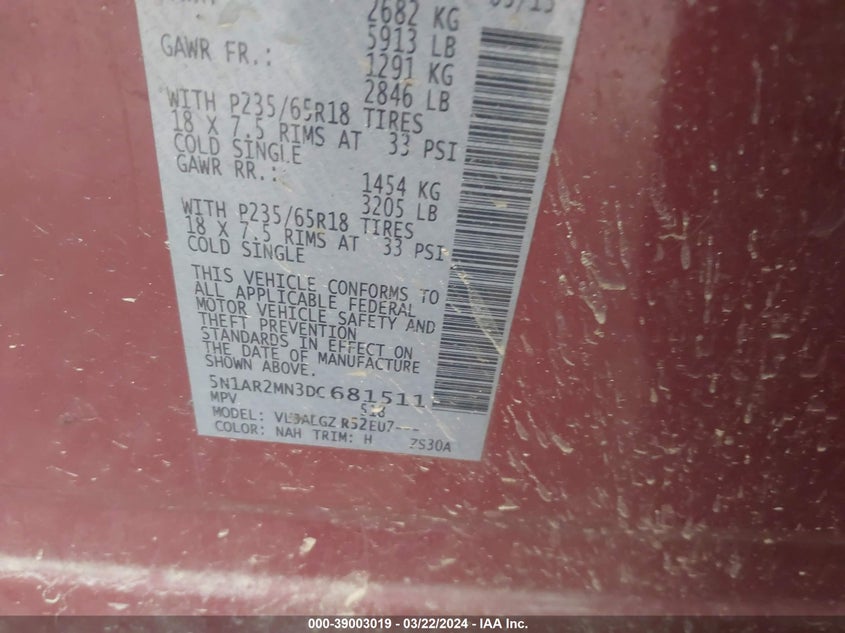 2682 KG
5913 LB
GAWR FR.: 1291 KG
2846 LB
WITH P235/65R18 TIRES
18 X 7.5 RIMS AT 33 PSI
COLD SINGLE
GAWR RR.: 1454 KG
3205 LB
WITH P235/65R18 TIRES
18 X 7.5 RIMS AT 33 PSI
COLD SINGLE
THIS VEHICLE CONFORMS TO
ALL APPLICABLE FEDERAL
MOTOR VEHICLE SAFETY AND
THEFT PREVENTION
STANDARDS IN EFFECT ON
THE DATE OF MANUFACTURE
SHOWN ABOVE.
5N1AR2MN3DC681511
MPV S18
MODEL: R52EU7---
COLOR: NAH TRIM: H ZS30A
000-39003019 - 03/22/2024 - IAA Inc.